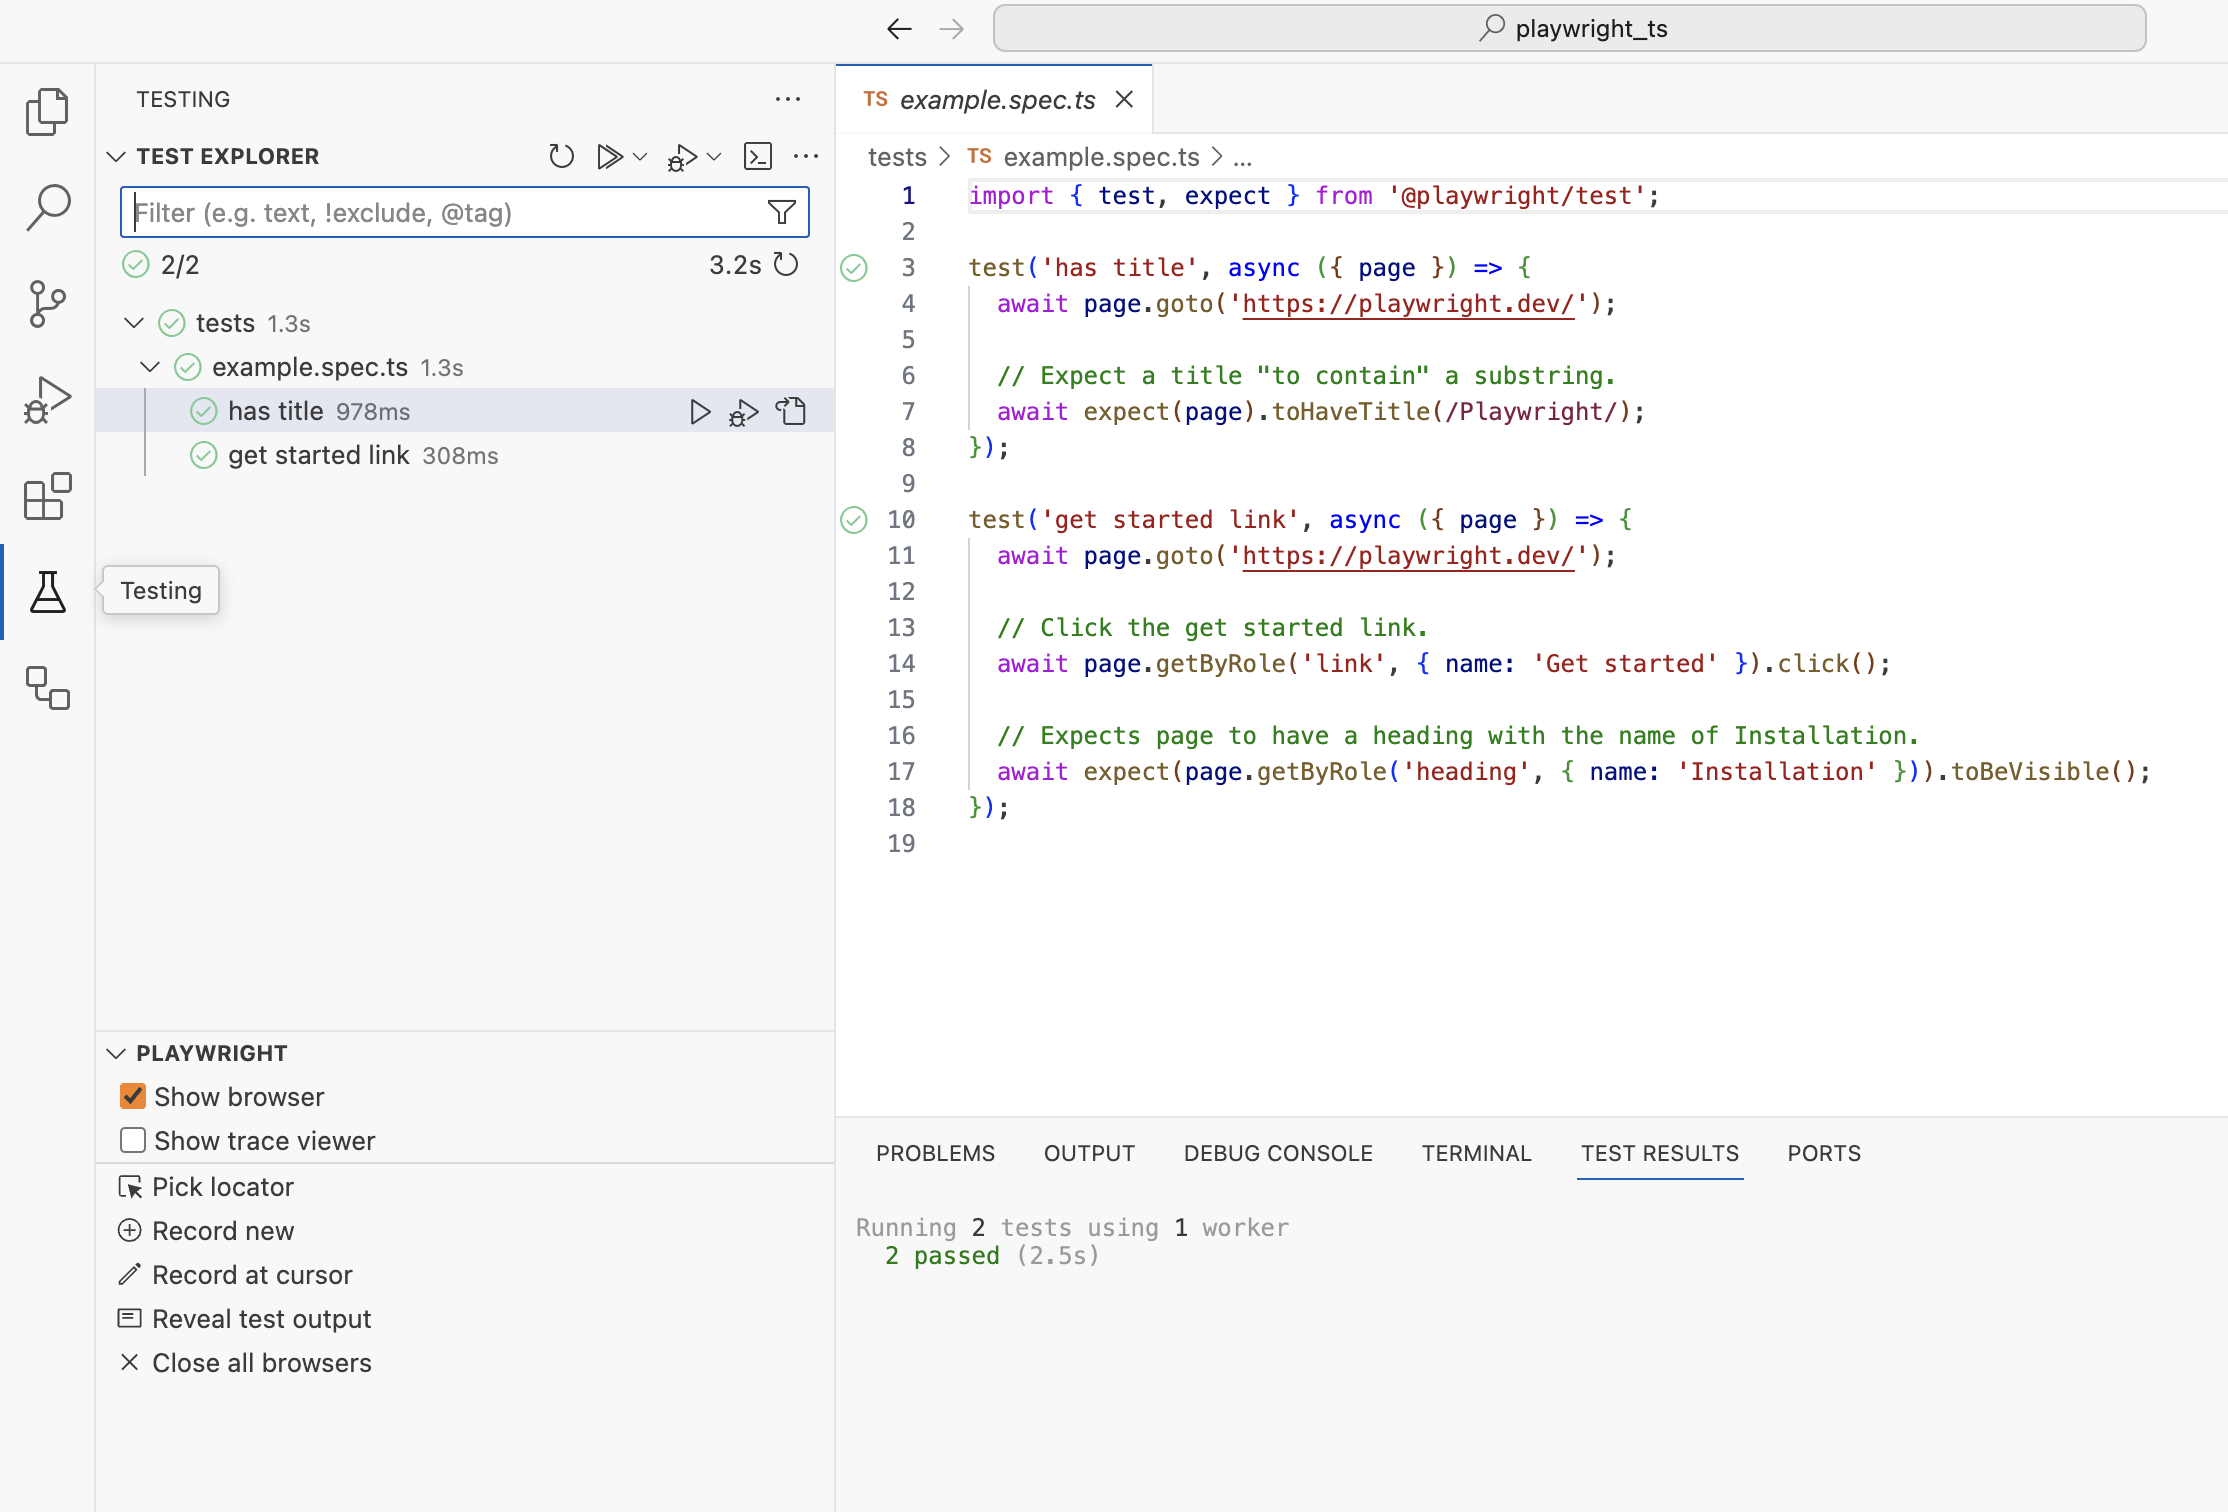 playwright_ts
TESTING
TEST EXPLORER
Filter (e.g. text, !exclude, @tag)
2/2 3.2s
tests 1.3s
example.spec.ts 1.3s
has title 978ms
get started link 308ms
Testing
PLAYWRIGHT
Show browser
Show trace viewer
Pick locator
Record new
Record at cursor
Reveal test output
Close all browsers
TS example.spec.ts
tests > TS example.spec.ts > ...
1 import { test, expect } from '@playwright/test';
2
3 test('has title', async ({ page }) => {
4 await page.goto('https://playwright.dev/');
5
6 // Expect a title "to contain" a substring.
7 await expect(page).toHaveTitle(/Playwright/);
8 });
9
10 test('get started link', async ({ page }) => {
11 await page.goto('https://playwright.dev/');
12
13 // Click the get started link.
14 await page.getByRole('link', { name: 'Get started' }).click();
15
16 // Expects page to have a heading with the name of Installation.
17 await expect(page.getByRole('heading', { name: 'Installation' })).toBeVisible();
18 });
19
PROBLEMS OUTPUT DEBUG CONSOLE TERMINAL TEST RESULTS PORTS
Running 2 tests using 1 worker
2 passed (2.5s)